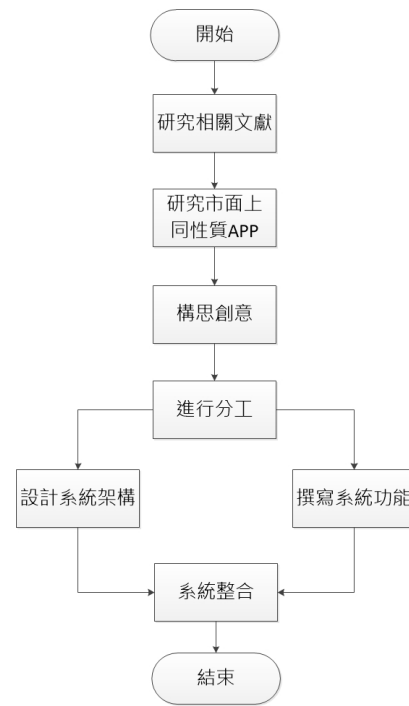 開始
研究相關文獻
研究市面上
同性質APP
構思創意
進行分工
設計系統架構
撰寫系統功能
系統整合
結束